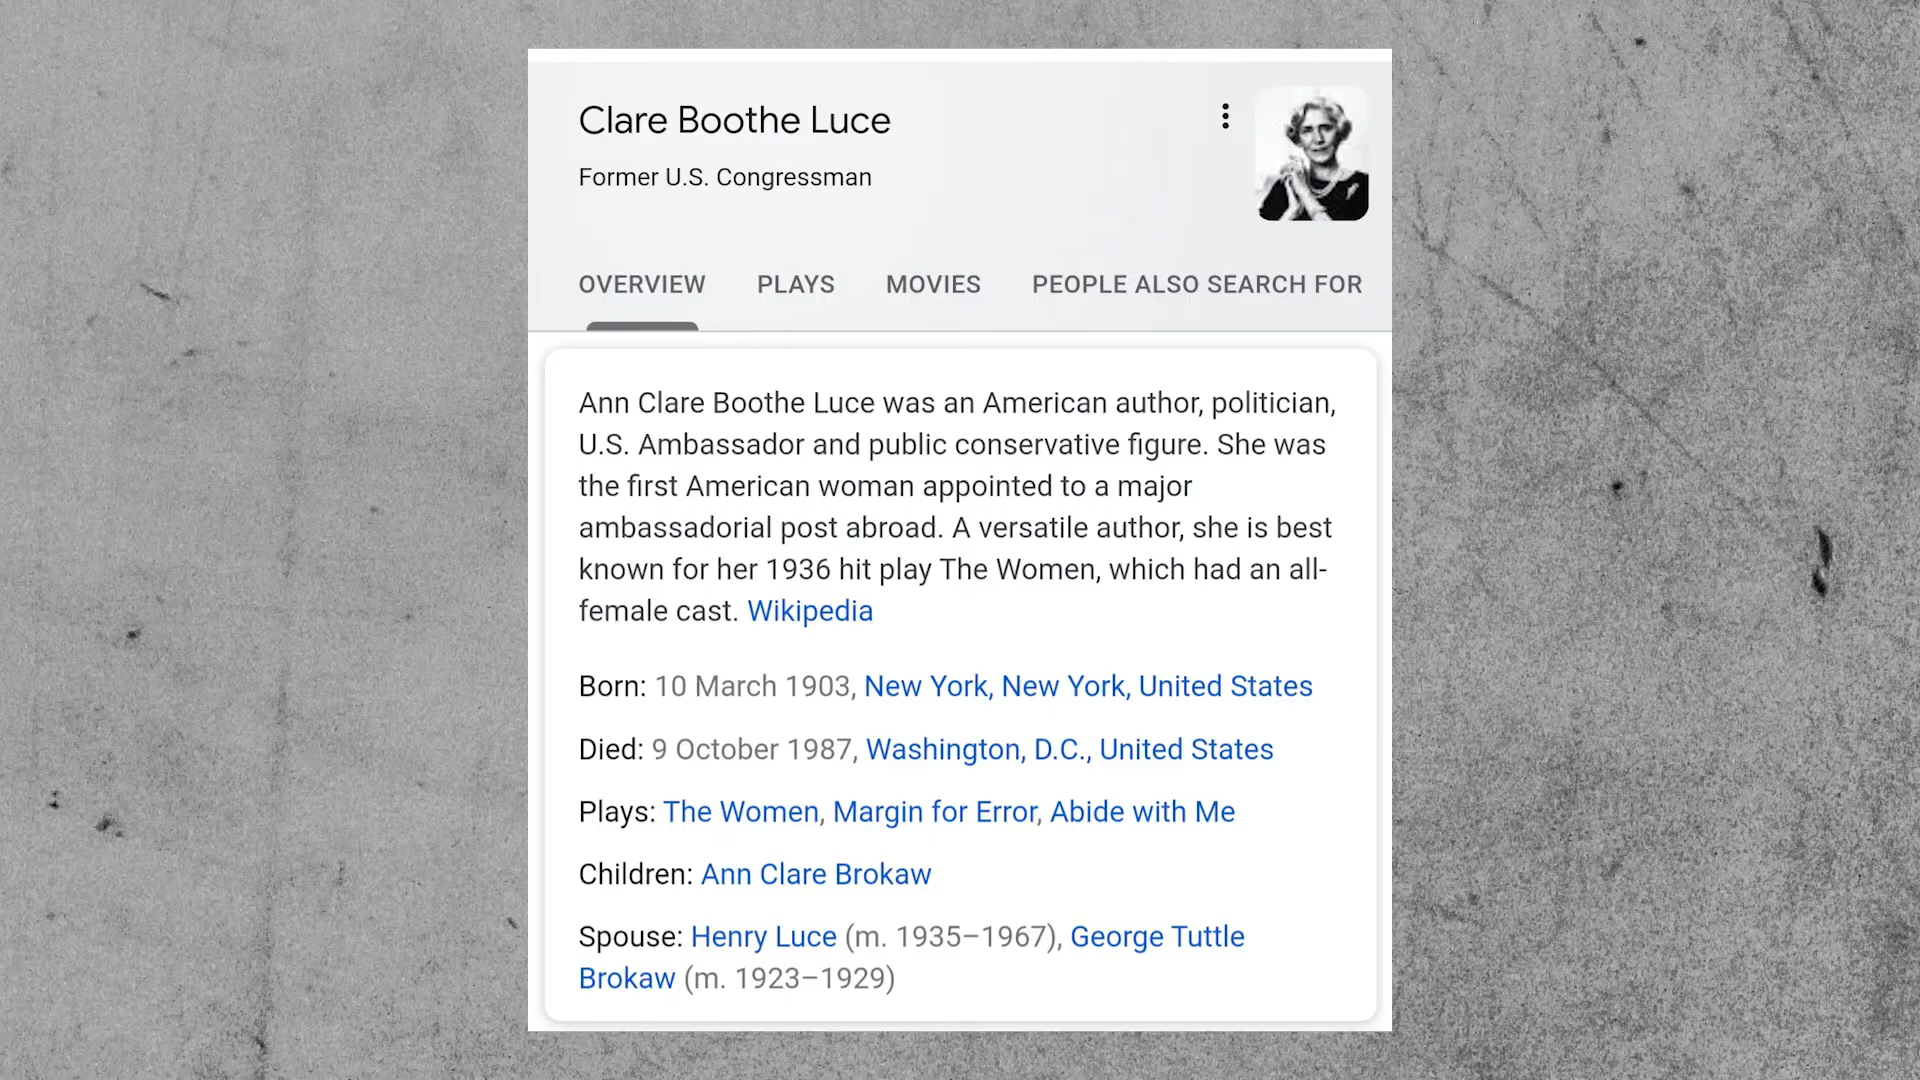 Clare Boothe Luce
Former U.S. Congressman
OVERVIEW PLAYS MOVIES PEOPLE ALSO SEARCH FOR
Ann Clare Boothe Luce was an American author, politician,
U.S. Ambassador and public conservative figure. She was
the first American woman appointed to a major
ambassadorial post abroad. A versatile author, she is best
known for her 1936 hit play The Women, which had an all-
female cast. Wikipedia
Born: 10 March 1903, New York, New York, United States
Died: 9 October 1987, Washington, D.C., United States
Plays: The Women, Margin for Error, Abide with Me
Children: Ann Clare Brokaw
Spouse: Henry Luce (m. 1935–1967), George Tuttle
Brokaw (m. 1923–1929)